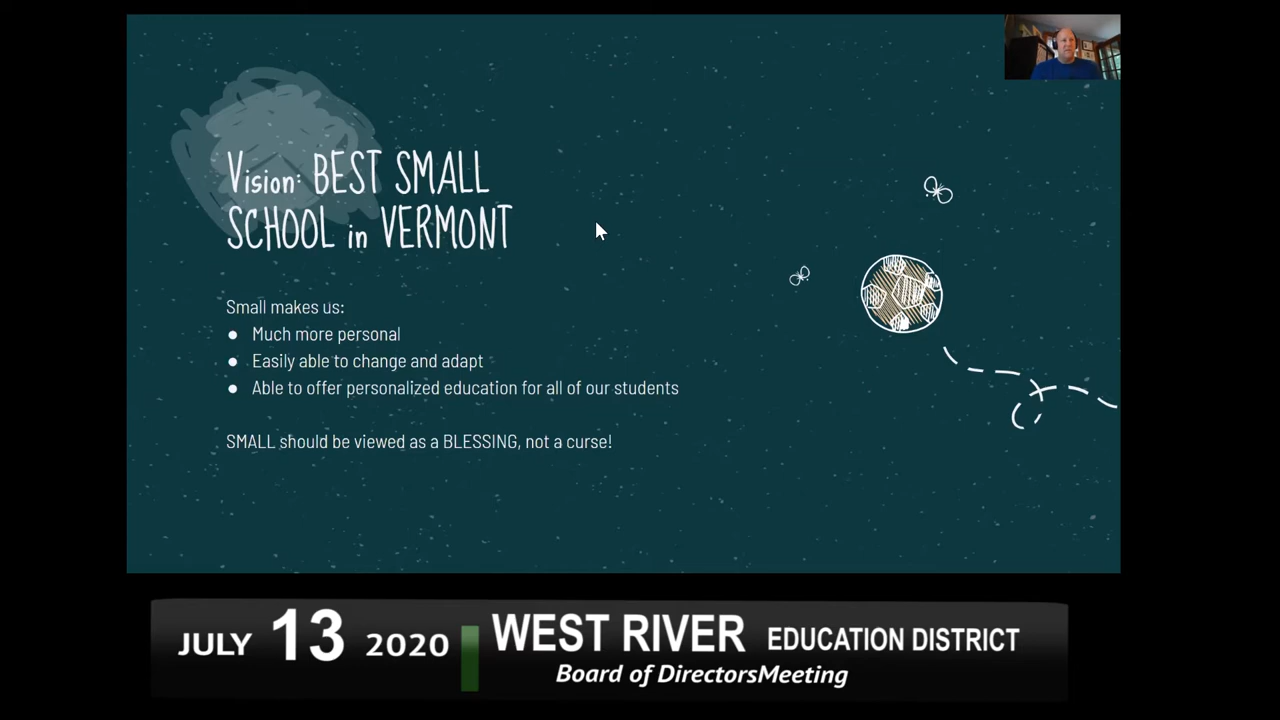 Vision: BEST SMALL
SCHOOL in VERMONT
Small makes us:
● Much more personal
● Easily able to change and adapt
● Able to offer personalized education for all of our students
SMALL should be viewed as a BLESSING, not a curse!
JULY 13 2020
WEST RIVER EDUCATION DISTRICT
Board of DirectorsMeeting